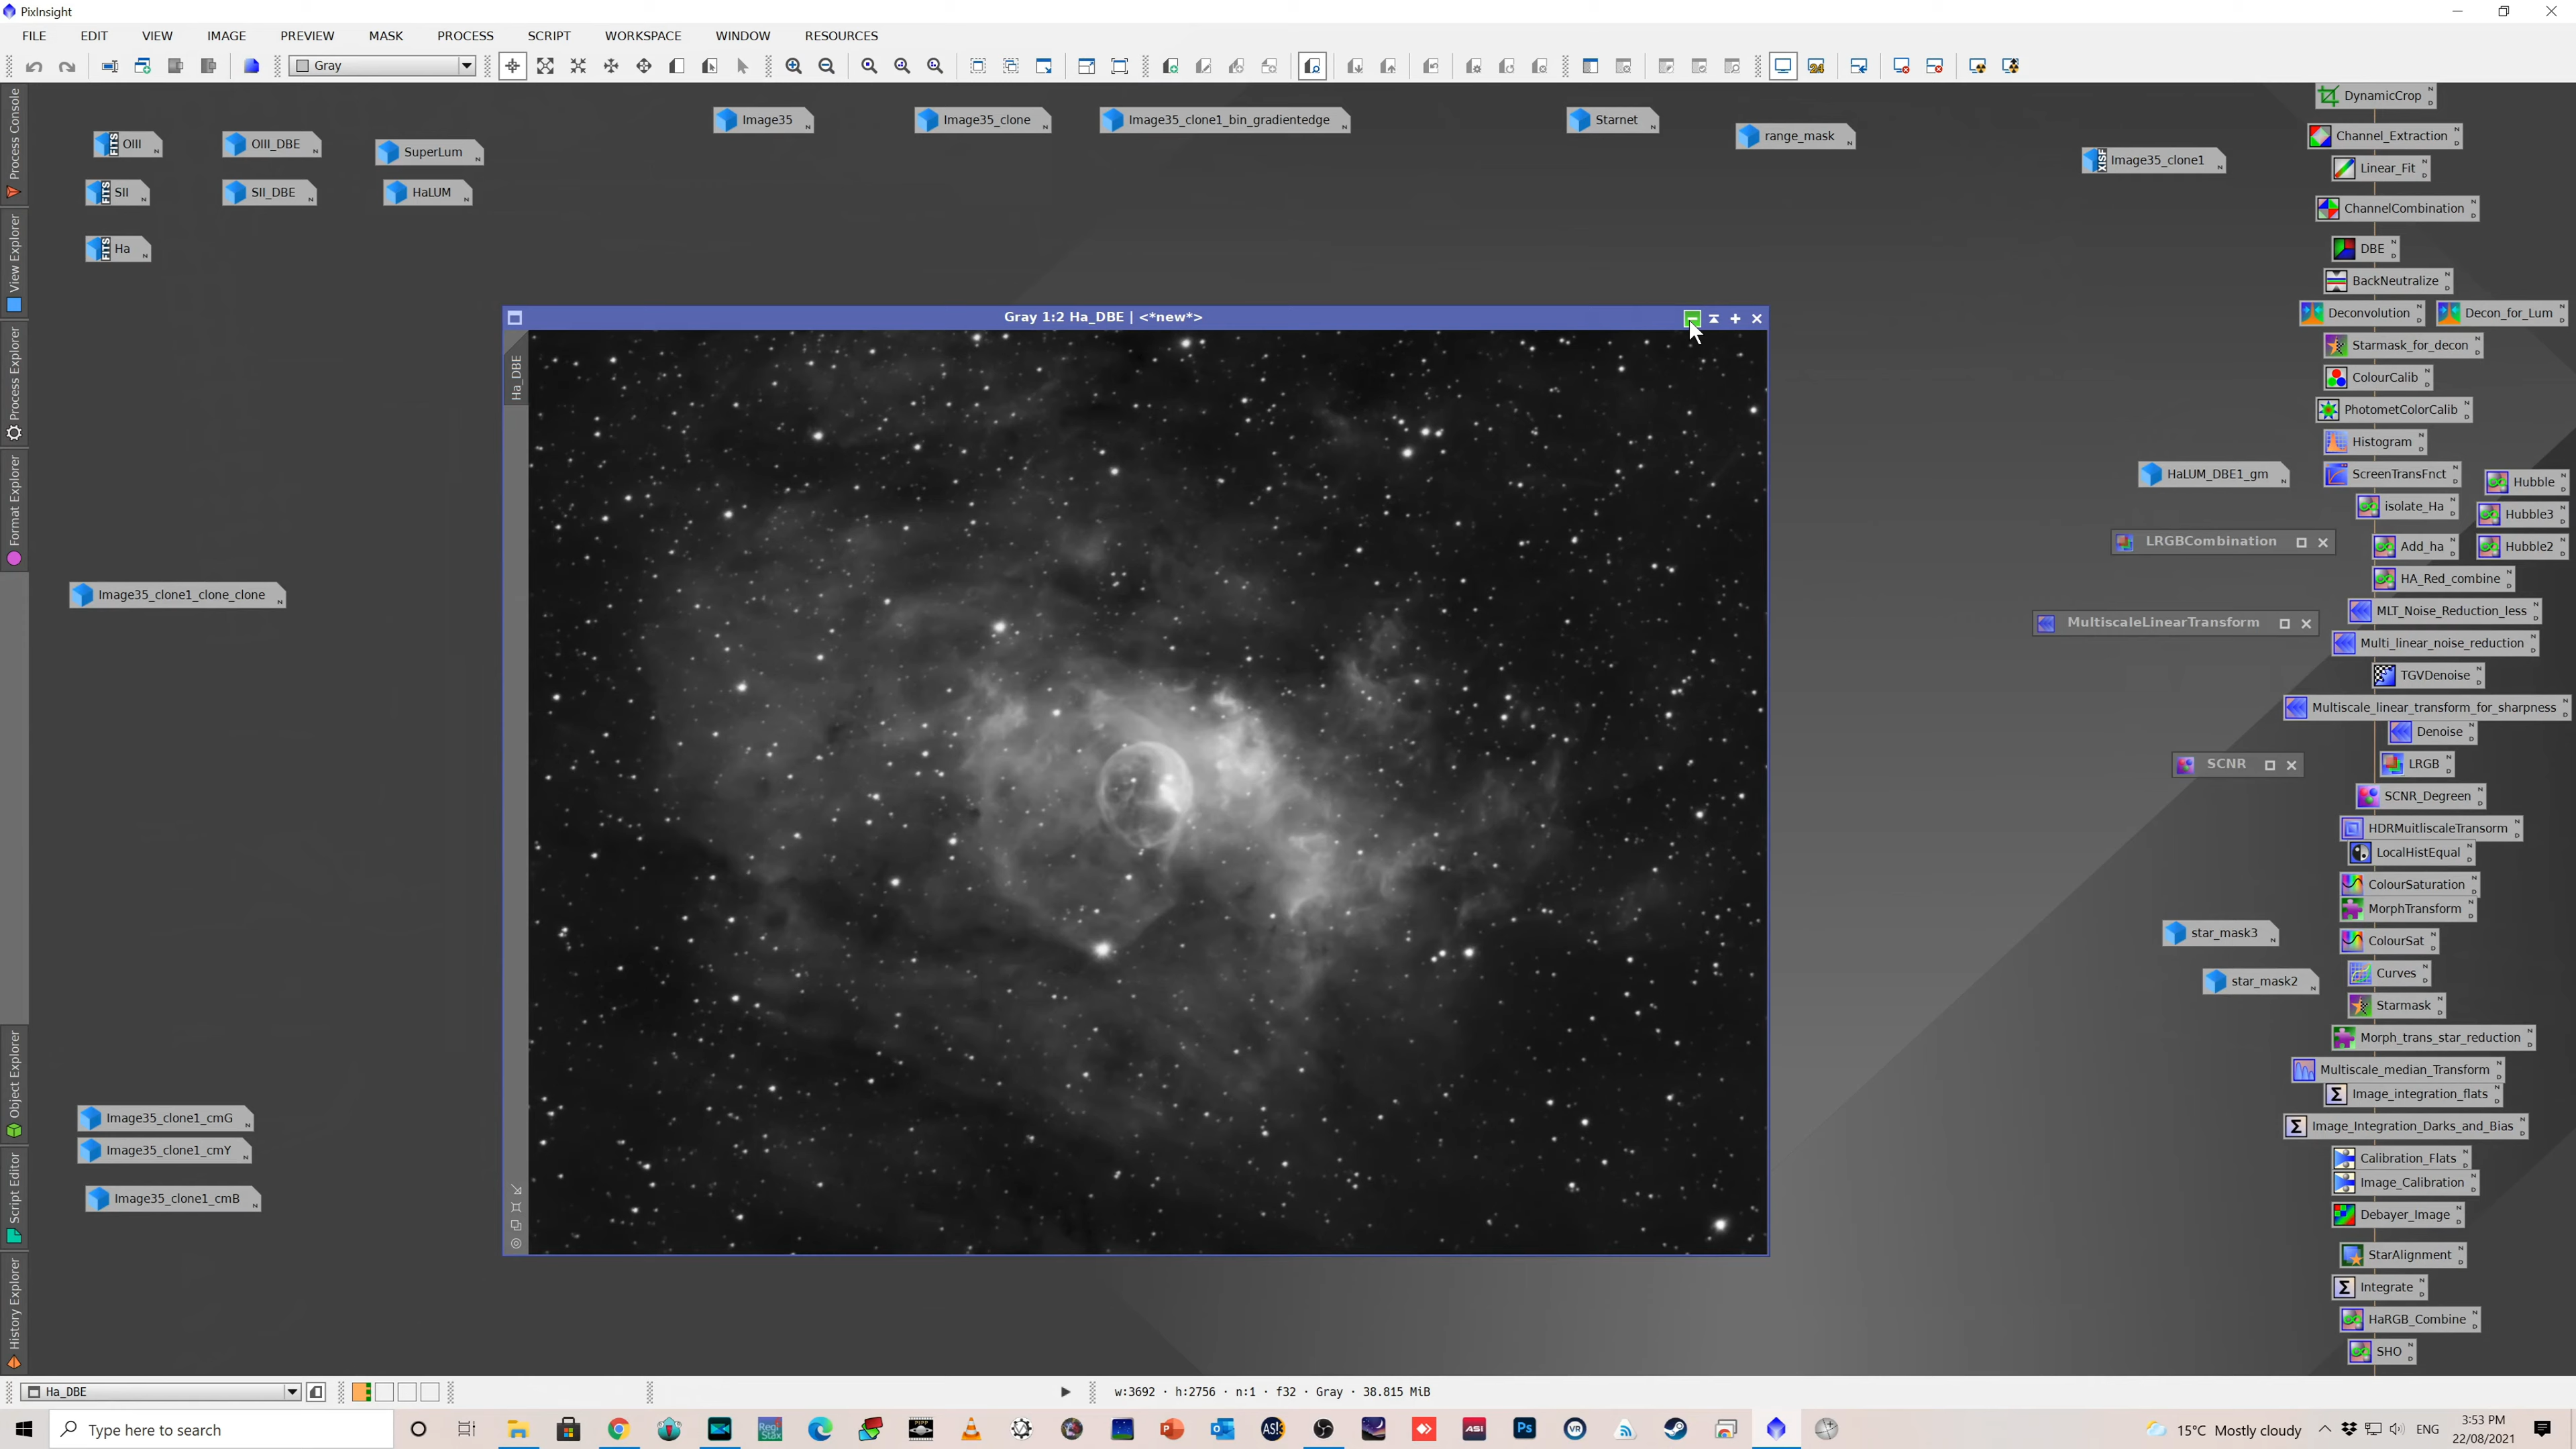 PixInsight
FILE EDIT VIEW IMAGE PREVIEW MASK PROCESS SCRIPT WORKSPACE WINDOW RESOURCES
Gray
Process Console
View Explorer
Process Explorer
Format Explorer
Object Explorer
Script Editor
History Explorer
OIII
OIII_DBE
SuperLum
SII
SII_DBE
HaLUM
Ha
Image35
Image35_clone
Image35_clone1_bin_gradientedge
Starnet
range_mask
Image35_clone1
Image35_clone1_clone_clone
Image35_clone1_cmG
Image35_clone1_cmY
Image35_clone1_cmB
Gray 1:2 Ha_DBE | <*new*>
Ha_DBE
HaLUM_DBE1_gm
LRGBCombination
MultiscaleLinearTransform
SCNR
star_mask3
star_mask2
DynamicCrop
Channel_Extraction
Linear_Fit
ChannelCombination
DBE
BackNeutralize
Deconvolution
Decon_for_Lum
Starmask_for_decon
ColourCalib
PhotometColorCalib
Histogram
ScreenTransFnct
Hubble
isolate_Ha
Hubble3
Add_ha
Hubble2
HA_Red_combine
MLT_Noise_Reduction_less
Multi_linear_noise_reduction
TGVDenoise
Multiscale_linear_transform_for_sharpness
Denoise
LRGB
SCNR_Degreen
HDRMuitliscaleTransorm
LocalHistEqual
ColourSaturation
MorphTransform
ColourSat
Curves
Starmask
Morph_trans_star_reduction
Multiscale_median_Transform
Image_integration_flats
Image_Integration_Darks_and_Bias
Calibration_Flats
Image_Calibration
Debayer_Image
StarAlignment
Integrate
HaRGB_Combine
SHO
Ha_DBE
w:3692 · h:2756 · n:1 · f32 · Gray · 38.815 MiB
Type here to search
15°C Mostly cloudy
ENG
3:53 PM
22/08/2021